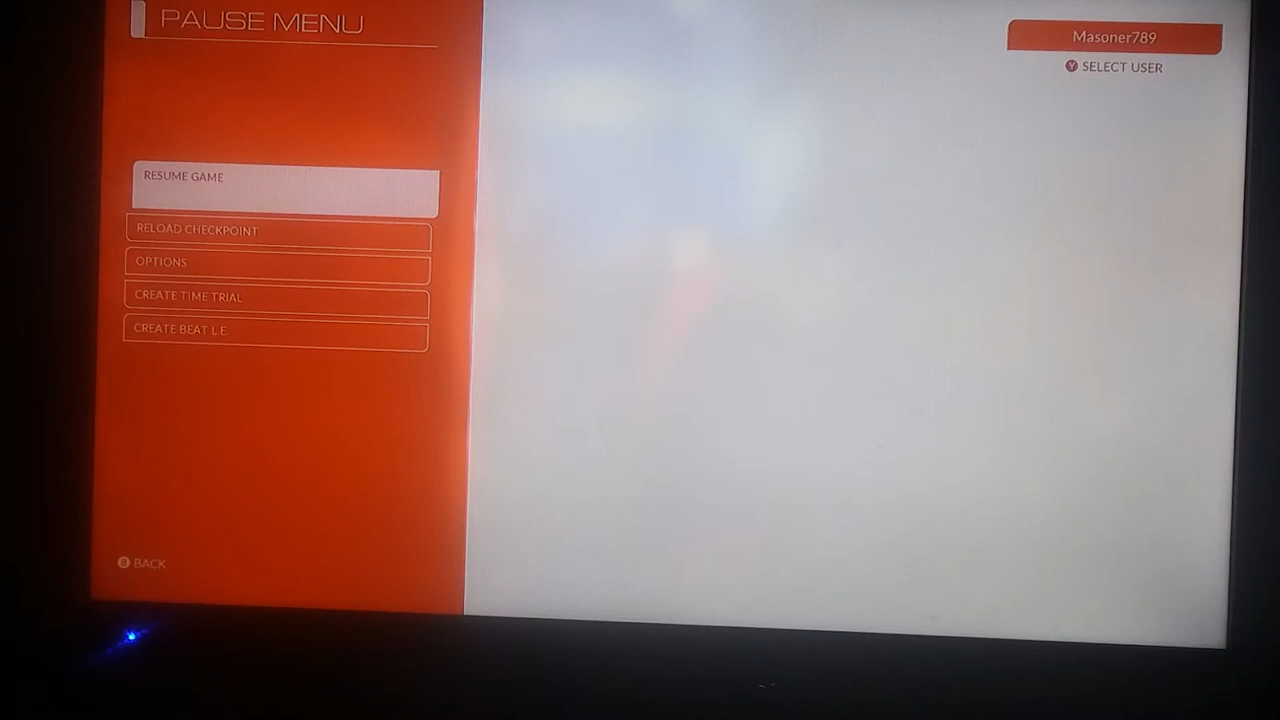 PAUSE MENU
Masoner789
Y SELECT USER
RESUME GAME
RELOAD CHECKPOINT
OPTIONS
CREATE TIME TRIAL
CREATE BEAT L.E.
B BACK